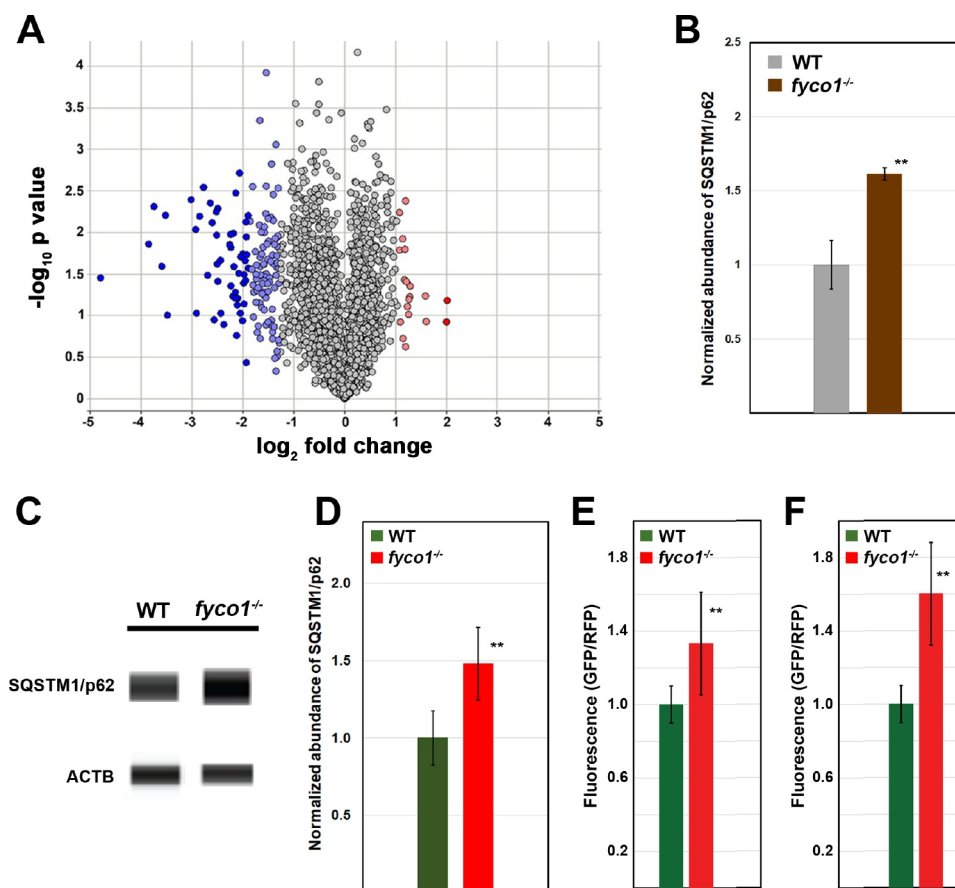 A
-log10 p value
4
3.5
3
2.5
2
1.5
1
0.5
0
-5 -4 -3 -2 -1 0 1 2 3 4 5
log2 fold change
B
Normalized abundance of SQSTM1/p62
2.5
2
1.5
1
0.5
WT
fyco1-/-
**
C
WT fyco1-/-
SQSTM1/p62
ACTB
D
Normalized abundance of SQSTM1/p62
2.0
1.5
1.0
0.5
WT
fyco1-/-
**
E
Fluorescence (GFP/RFP)
1.8
1.4
1.0
0.6
0.2
WT
fyco1-/-
**
F
Fluorescence (GFP/RFP)
1.8
1.4
1.0
0.6
0.2
WT
fyco1-/-
**